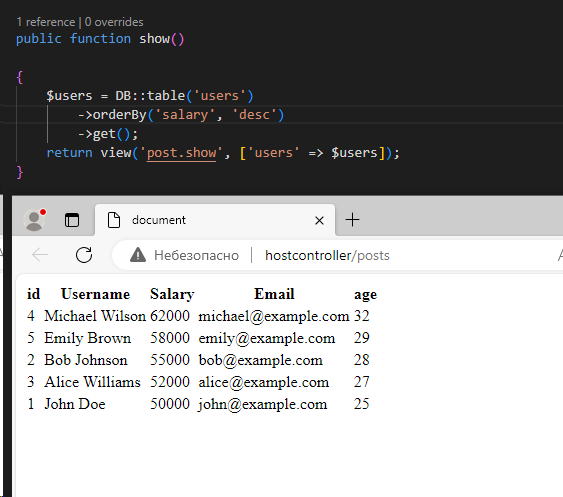 1 reference | 0 overrides
public function show()
{
$users = DB::table('users')
->orderBy('salary', 'desc')
->get();
return view('post.show', ['users' => $users]);
}
document
Небезопасно | hostcontroller/posts
id Username Salary Email age
4 Michael Wilson 62000 michael@example.com 32
5 Emily Brown 58000 emily@example.com 29
2 Bob Johnson 55000 bob@example.com 28
3 Alice Williams 52000 alice@example.com 27
1 John Doe 50000 john@example.com 25